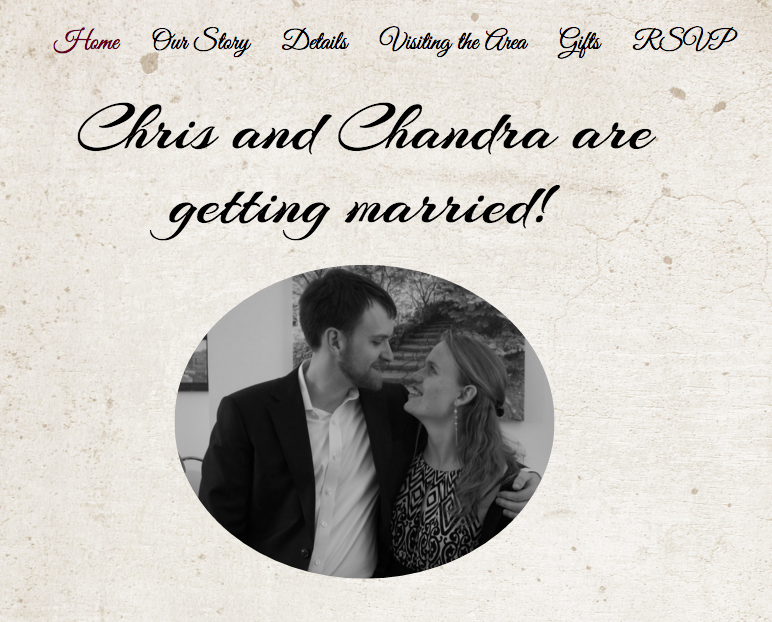 Home Our Story Details Visiting the Area Gifts RSVP
Chris and Chandra are
getting married!